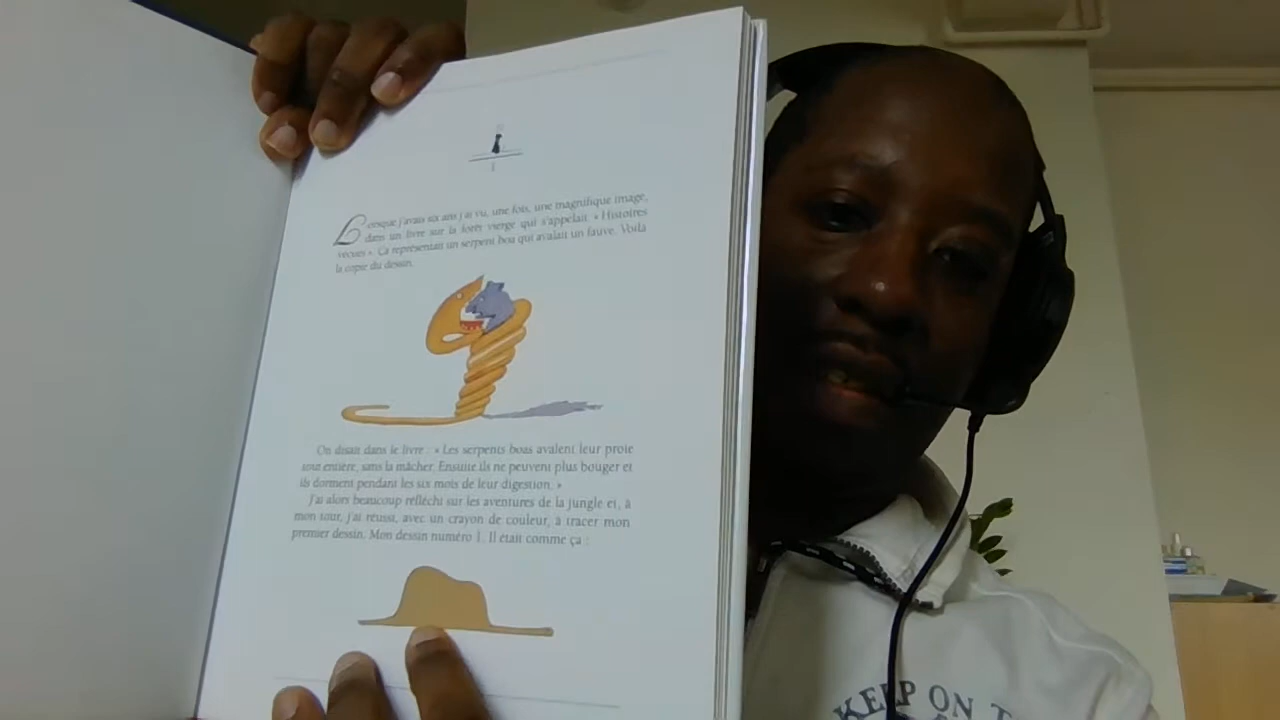 I
Lorsque j'avais six ans j'ai vu, une fois, une magnifique image,
dans un livre sur la forêt vierge qui s'appelait « Histoires
vécues ». Ça représentait un serpent boa qui avalait un fauve. Voilà
la copie du dessin.
On disait dans le livre : « Les serpents boas avalent leur proie
tout entière, sans la mâcher. Ensuite ils ne peuvent plus bouger et
ils dorment pendant les six mois de leur digestion. »
J'ai alors beaucoup réfléchi sur les aventures de la jungle et, à
mon tour, j'ai réussi, avec un crayon de couleur, à tracer mon
premier dessin. Mon dessin numéro 1. Il était comme ça :
KEEP ON T